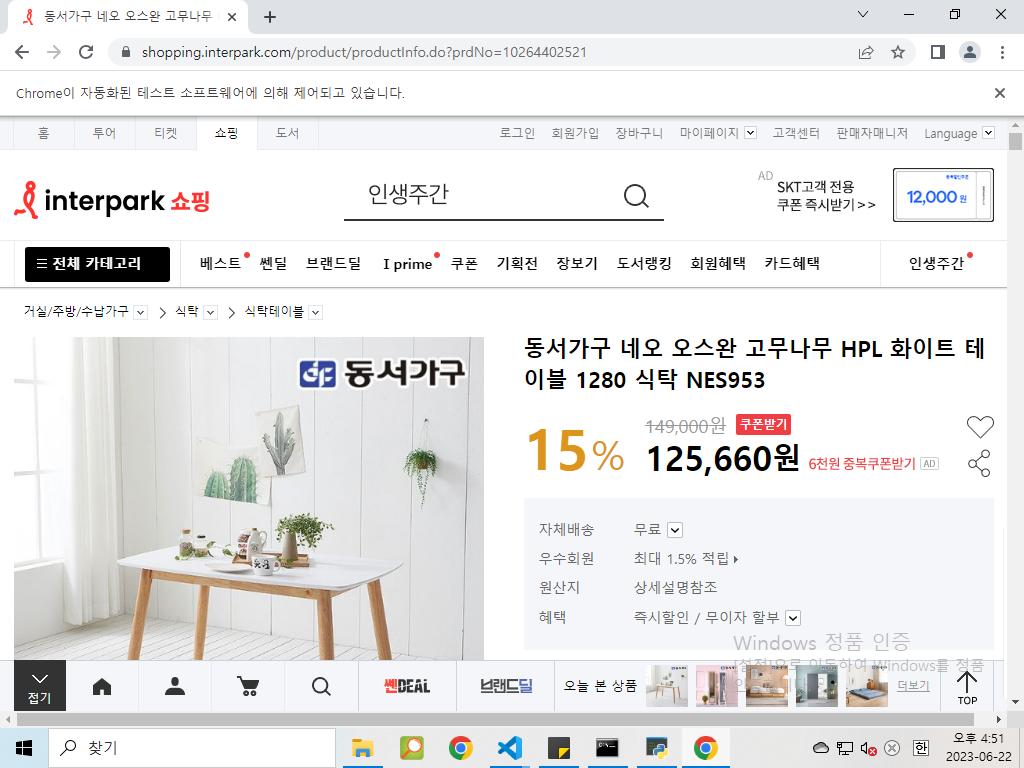 동서가구 네오 오스완 고무나무
shopping.interpark.com/product/productInfo.do?prdNo=10264402521
Chrome이 자동화된 테스트 소프트웨어에 의해 제어되고 있습니다.
홈 투어 티켓 쇼핑 도서 로그인 회원가입 장바구니 마이페이지 고객센터 판매자매니저 Language
interpark 쇼핑
인생주간
AD
SKT고객 전용
쿠폰 즉시받기>>
12,000원
전체 카테고리 베스트 쎈딜 브랜드딜 I prime 쿠폰 기획전 장보기 도서랭킹 회원혜택 카드혜택 인생주간
거실/주방/수납가구 > 식탁 > 식탁테이블
동서가구
동서가구 네오 오스완 고무나무 HPL 화이트 테
이블 1280 식탁 NES953
15%
149,000원 쿠폰받기
125,660원 6천원 중복쿠폰받기 AD
자체배송 무료
우수회원 최대 1.5% 적립
원산지 상세설명참조
혜택 즉시할인 / 무이자 할부
Windows 정품 인증
[설정]으로 이동하여 Windows를 정품
접기
쎈DEAL
브랜드딜
오늘 본 상품
더보기
TOP
찾기
한
오후 4:51
2023-06-22